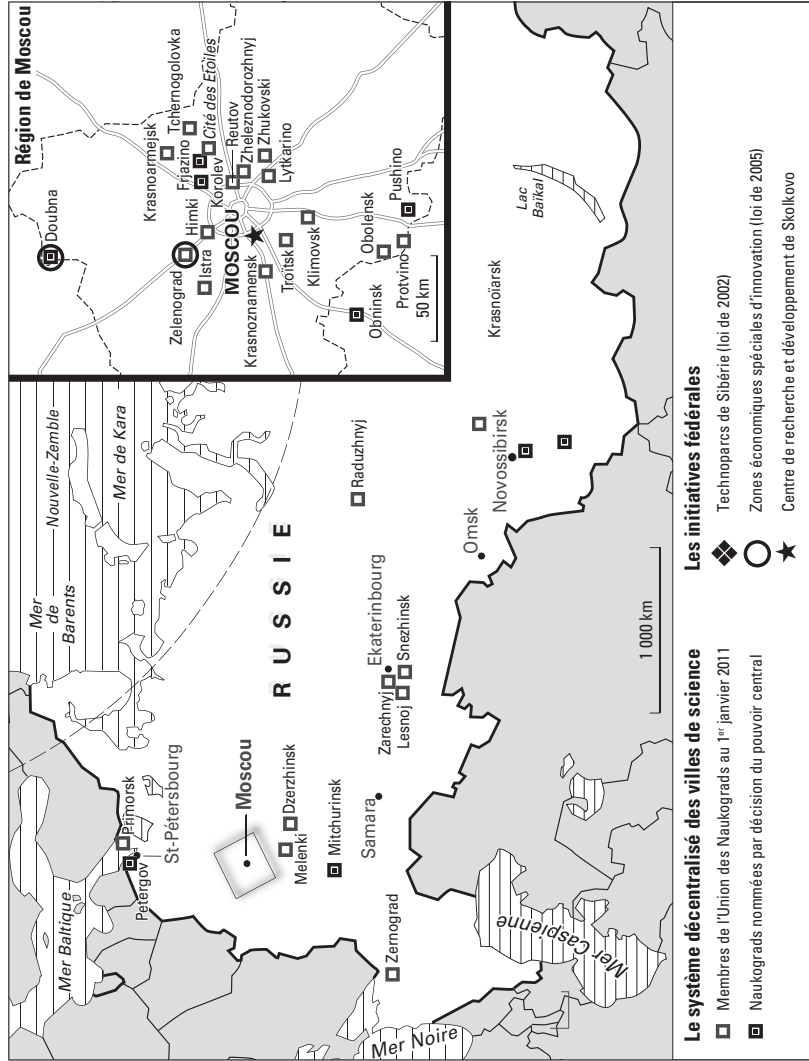 Région de Moscou
Doubna
Krasnoarmejsk
Tchernogolovka
Frjazino
Cité des Etoiles
Zelenograd
Himki
Korolev
Reutov
Zheleznodorozhnyj
Zhukovski
Istra
MOSCOU
Lytkarino
Krasnoznamensk
Troïtsk
Klimovsk
Obninsk
Obolensk
Protvino
Pushino
50 km
Mer
de
Barents
Nouvelle-Zemble
Mer de Kara
Mer Baltique
Primorsk
Petergov
St-Pétersbourg
RUSSIE
Moscou
Dzerzhinsk
Melenki
Mitchurinsk
Raduzhnyj
Samara
Ekaterinbourg
Zarechnyj
Lesnoj
Snezhinsk
Omsk
Novossibirsk
Krasnoïarsk
Lac
Baïkal
Zernograd
Mer Noire
Mer Caspienne
1 000 km
Le système décentralisé des villes de science
Membres de l'Union des Naukograds au 1er janvier 2011
Naukograds nommées par décision du pouvoir central
Les initiatives fédérales
Technoparcs de Sibérie (loi de 2002)
Zones économiques spéciales d'innovation (loi de 2005)
Centre de recherche et développement de Skolkovo